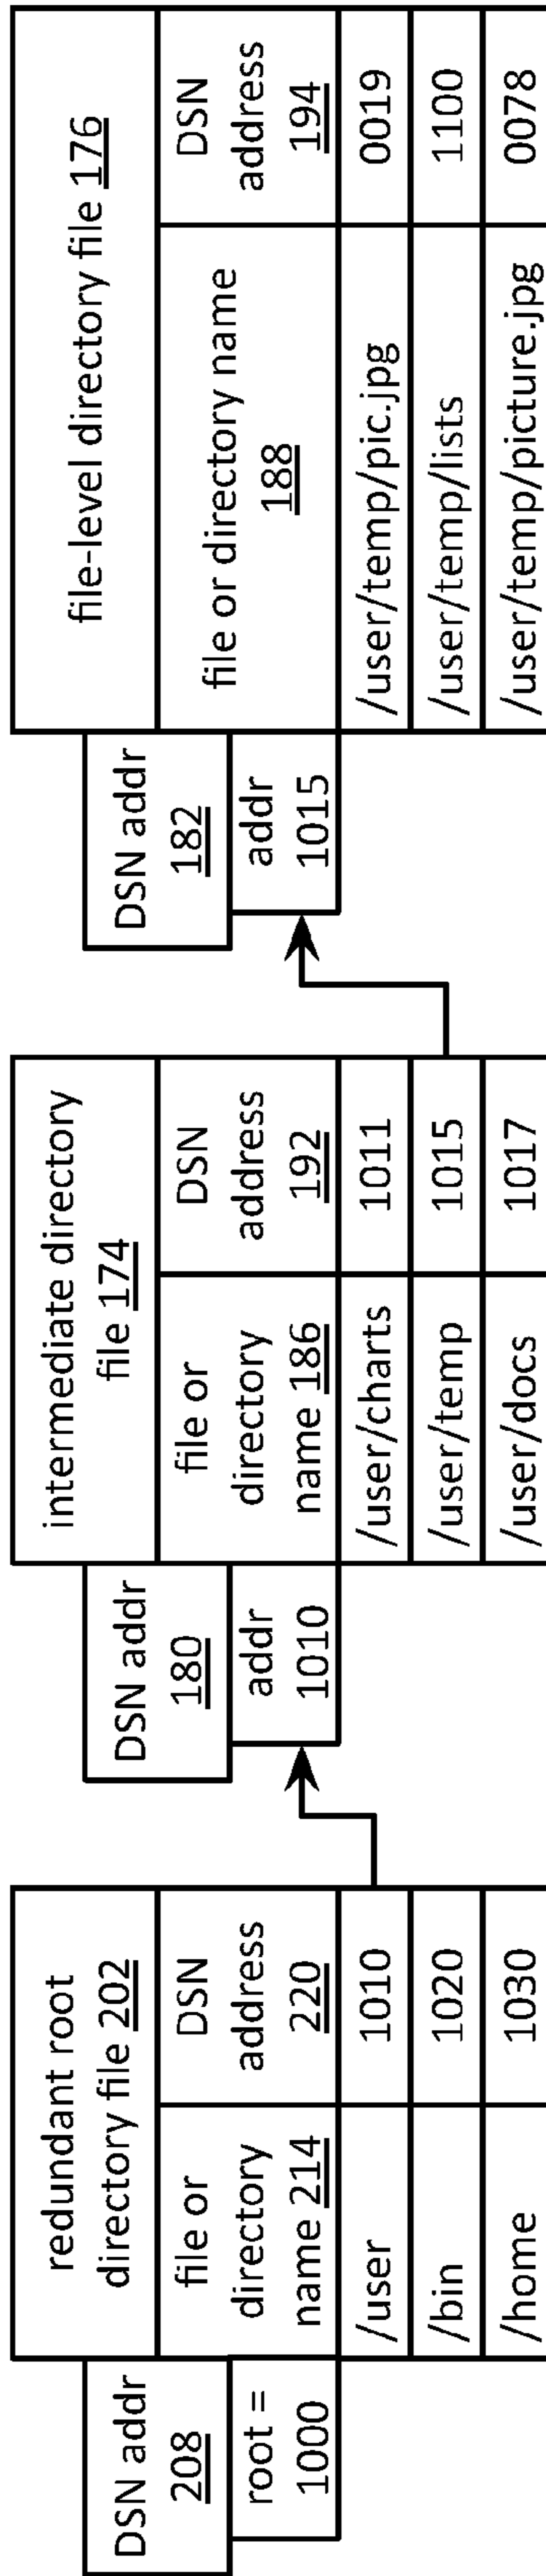 DSN addr
208
root =
1000
redundant root
directory file 202
file or
directory
name 214
DSN
address
220
/user
1010
/bin
1020
/home
1030
DSN addr
180
addr
1010
intermediate directory
file 174
file or
directory
name 186
DSN
address
192
/user/charts
1011
/user/temp
1015
/user/docs
1017
DSN addr
182
addr
1015
file-level directory file 176
file or directory name
188
DSN
address
194
/user/temp/pic.jpg
0019
/user/temp/lists
1100
/user/temp/picture.jpg
0078